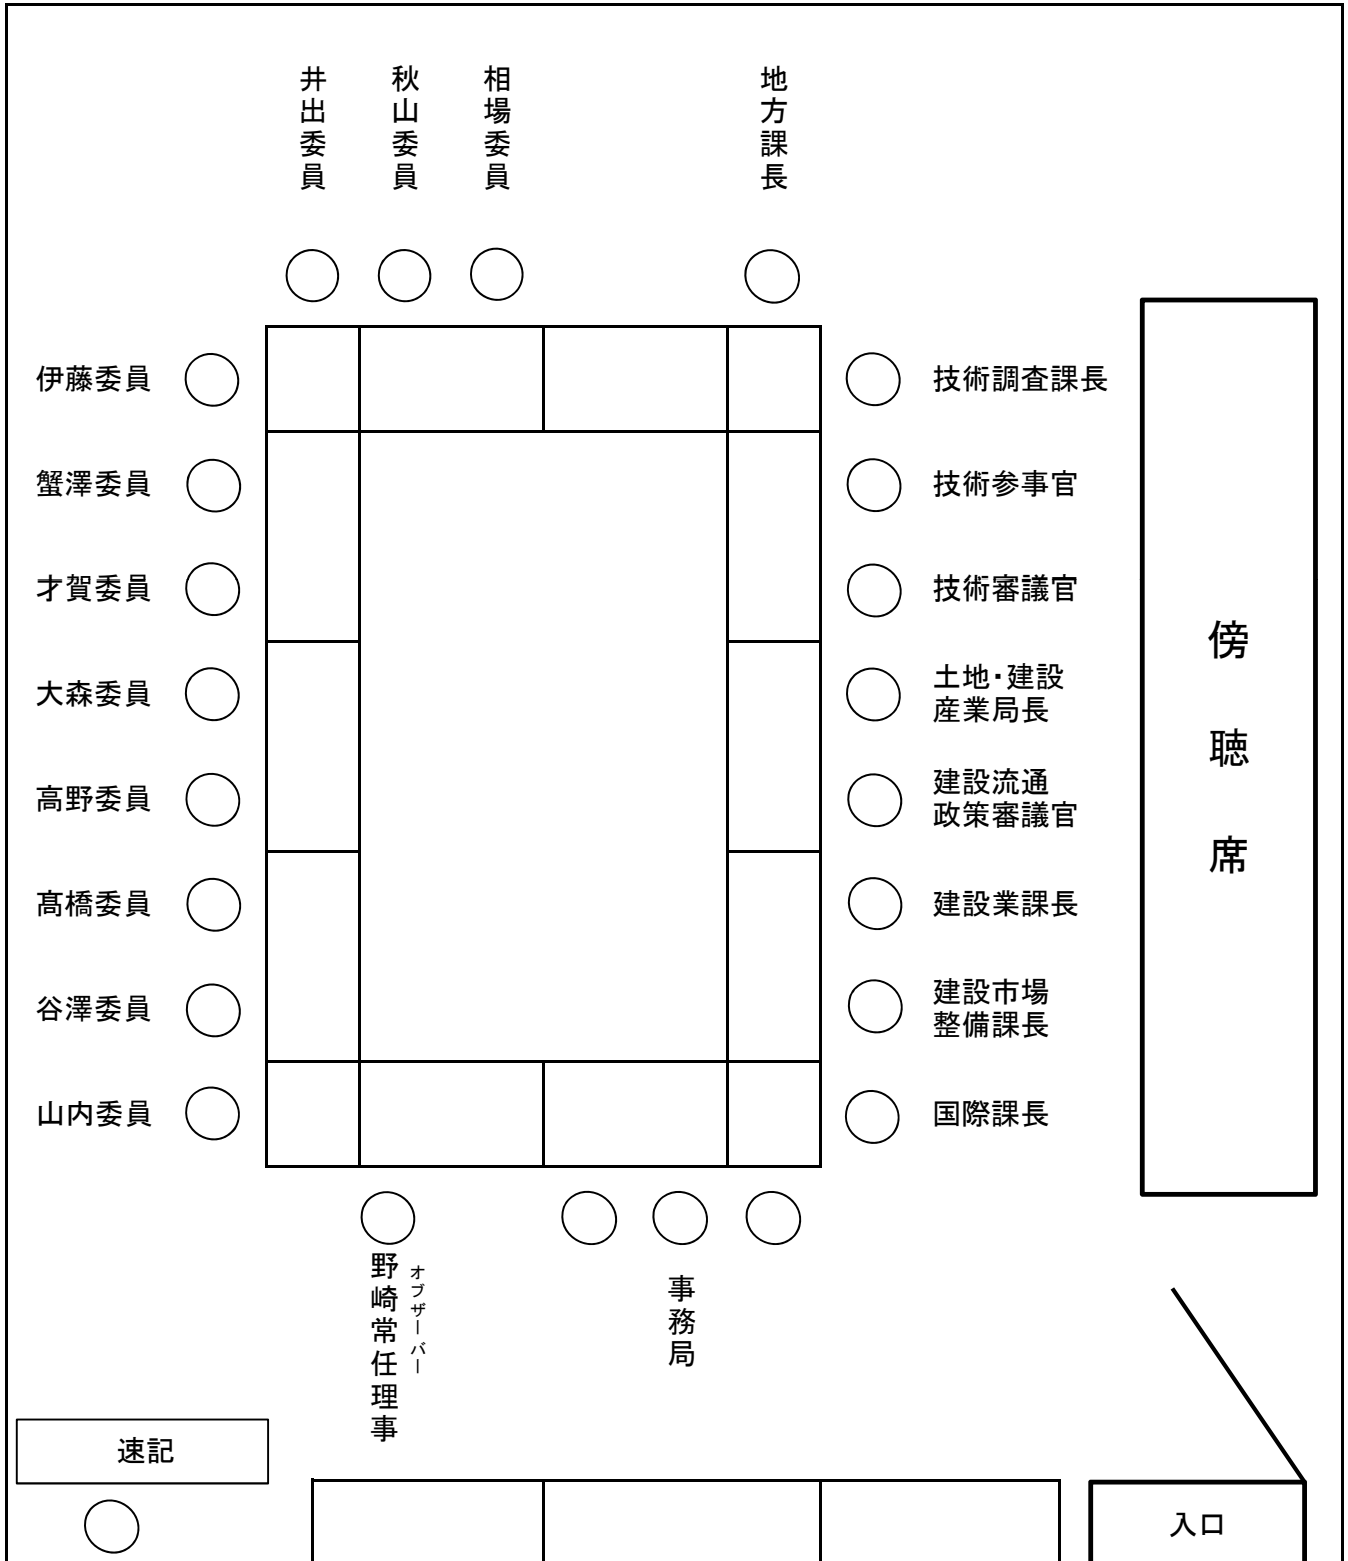 井出委員
秋山委員
相場委員
地方課長
伊藤委員
蟹澤委員
才賀委員
大森委員
高野委員
髙橋委員
谷澤委員
山内委員
技術調査課長
技術参事官
技術審議官
土地・建設
産業局長
建設流通
政策審議官
建設業課長
建設市場
整備課長
国際課長
傍聴席
オブザーバー
野崎常任理事
事務局
速記
入口